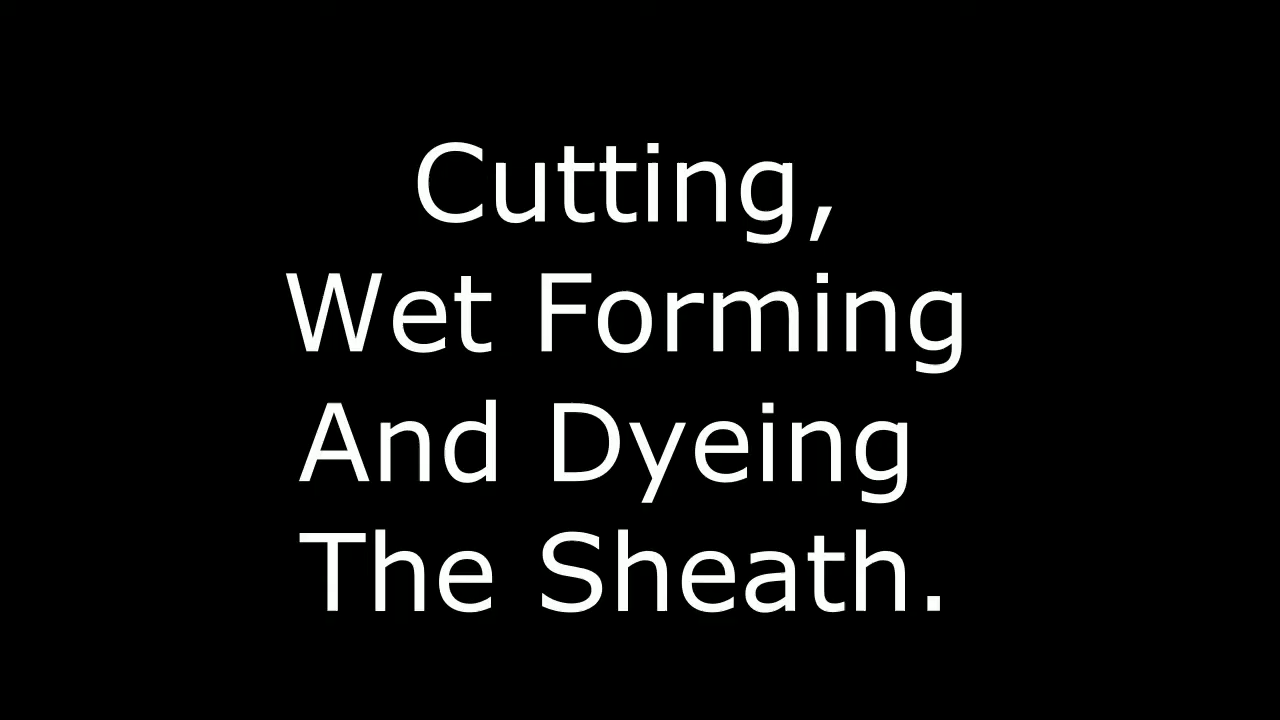 Cutting,
Wet Forming
And Dyeing
The Sheath.